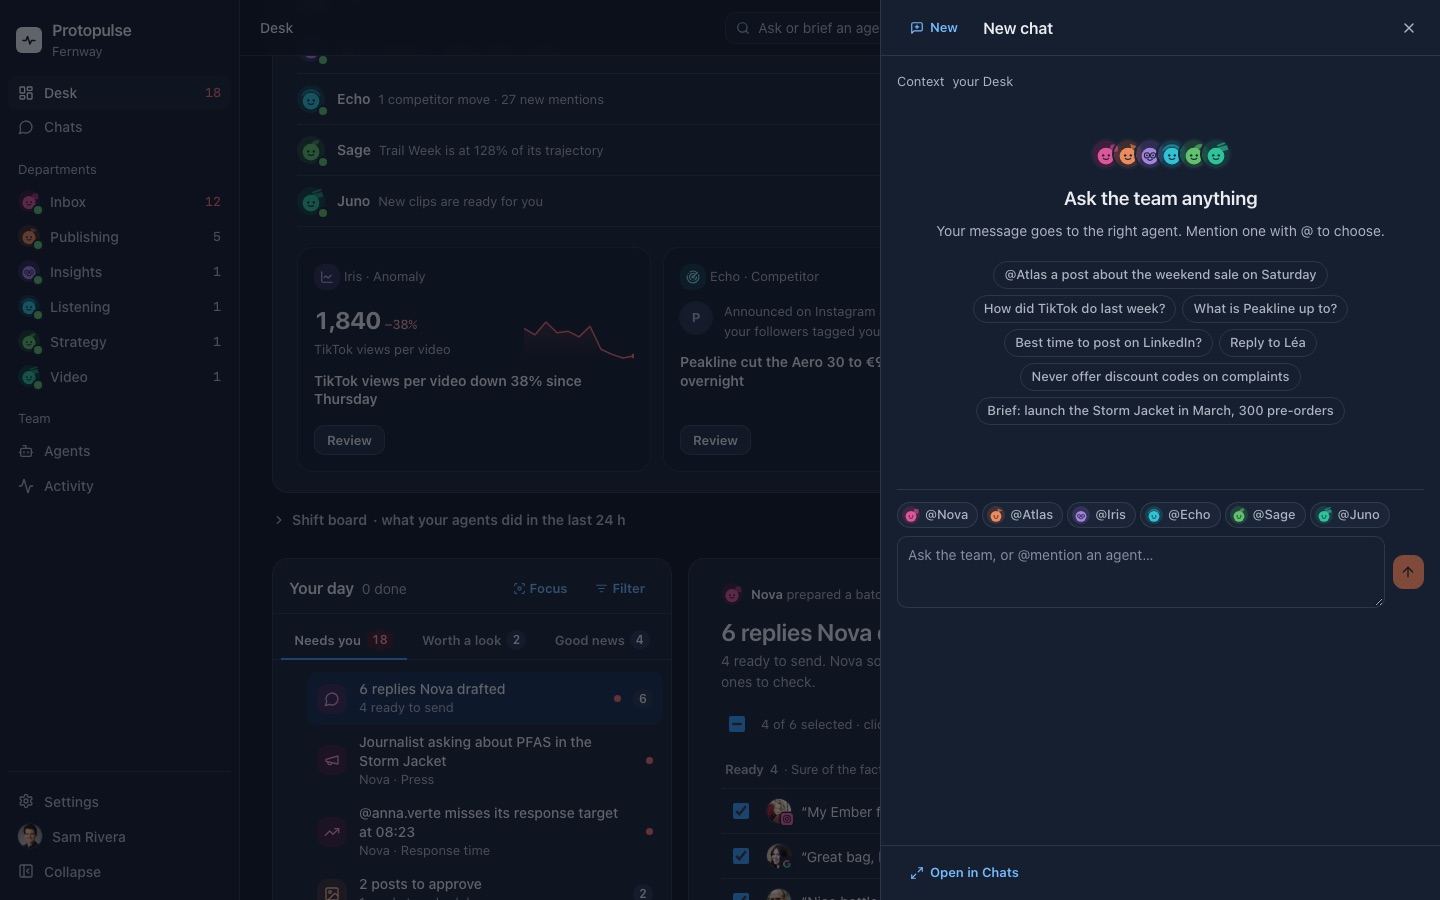 Protopulse
Fernway
Desk 18
Chats
Departments
Inbox 12
Publishing 5
Insights 1
Listening 1
Strategy 1
Video 1
Team
Agents
Activity
Settings
Sam Rivera
Collapse
Desk
Ask or brief an age
Echo 1 competitor move · 27 new mentions
Sage Trail Week is at 128% of its trajectory
Juno New clips are ready for you
Iris · Anomaly
1,840 –38%
TikTok views per video
TikTok views per video down 38% since
Thursday
Review
Echo · Competitor
P
Announced on Instagram
your followers tagged you
Peakline cut the Aero 30 to €9
overnight
Review
Shift board · what your agents did in the last 24 h
Your day 0 done
Focus
Filter
Needs you 18
Worth a look 2
Good news 4
6 replies Nova drafted
4 ready to send
6
Journalist asking about PFAS in the
Storm Jacket
Nova · Press
@anna.verte misses its response target
at 08:23
Nova · Response time
2 posts to approve
2
Nova prepared a batc
6 replies Nova
4 ready to send. Nova so
ones to check.
4 of 6 selected · clic
Ready 4 · Sure of the fact
“My Ember f
“Great bag,
New
New chat
Context your Desk
Ask the team anything
Your message goes to the right agent. Mention one with @ to choose.
@Atlas a post about the weekend sale on Saturday
How did TikTok do last week?
What is Peakline up to?
Best time to post on LinkedIn?
Reply to Léa
Never offer discount codes on complaints
Brief: launch the Storm Jacket in March, 300 pre-orders
@Nova
@Atlas
@Iris
@Echo
@Sage
@Juno
Ask the team, or @mention an agent…
Open in Chats